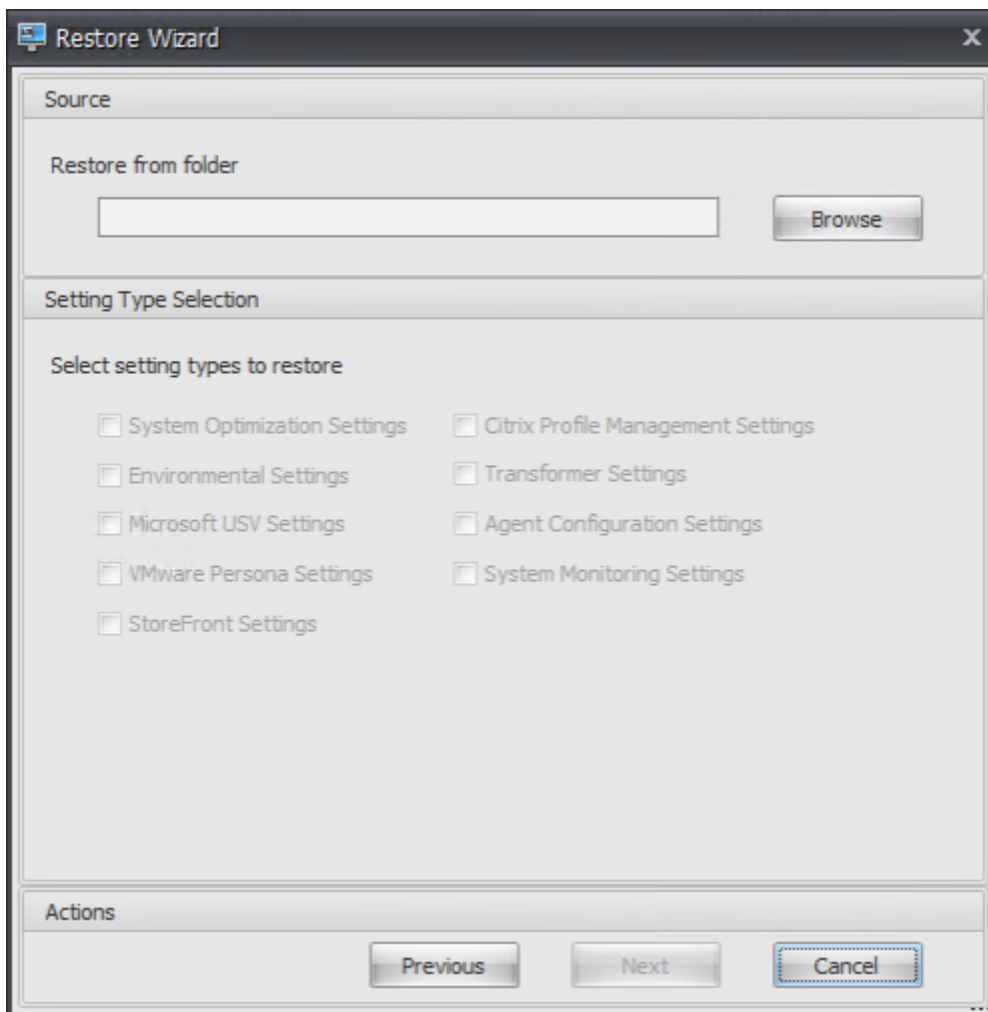 Restore Wizard
Source
Restore from folder
Browse
Setting Type Selection
Select setting types to restore
System Optimization Settings
Citrix Profile Management Settings
Environmental Settings
Transformer Settings
Microsoft USV Settings
Agent Configuration Settings
VMware Persona Settings
System Monitoring Settings
StoreFront Settings
Actions
Previous
Next
Cancel